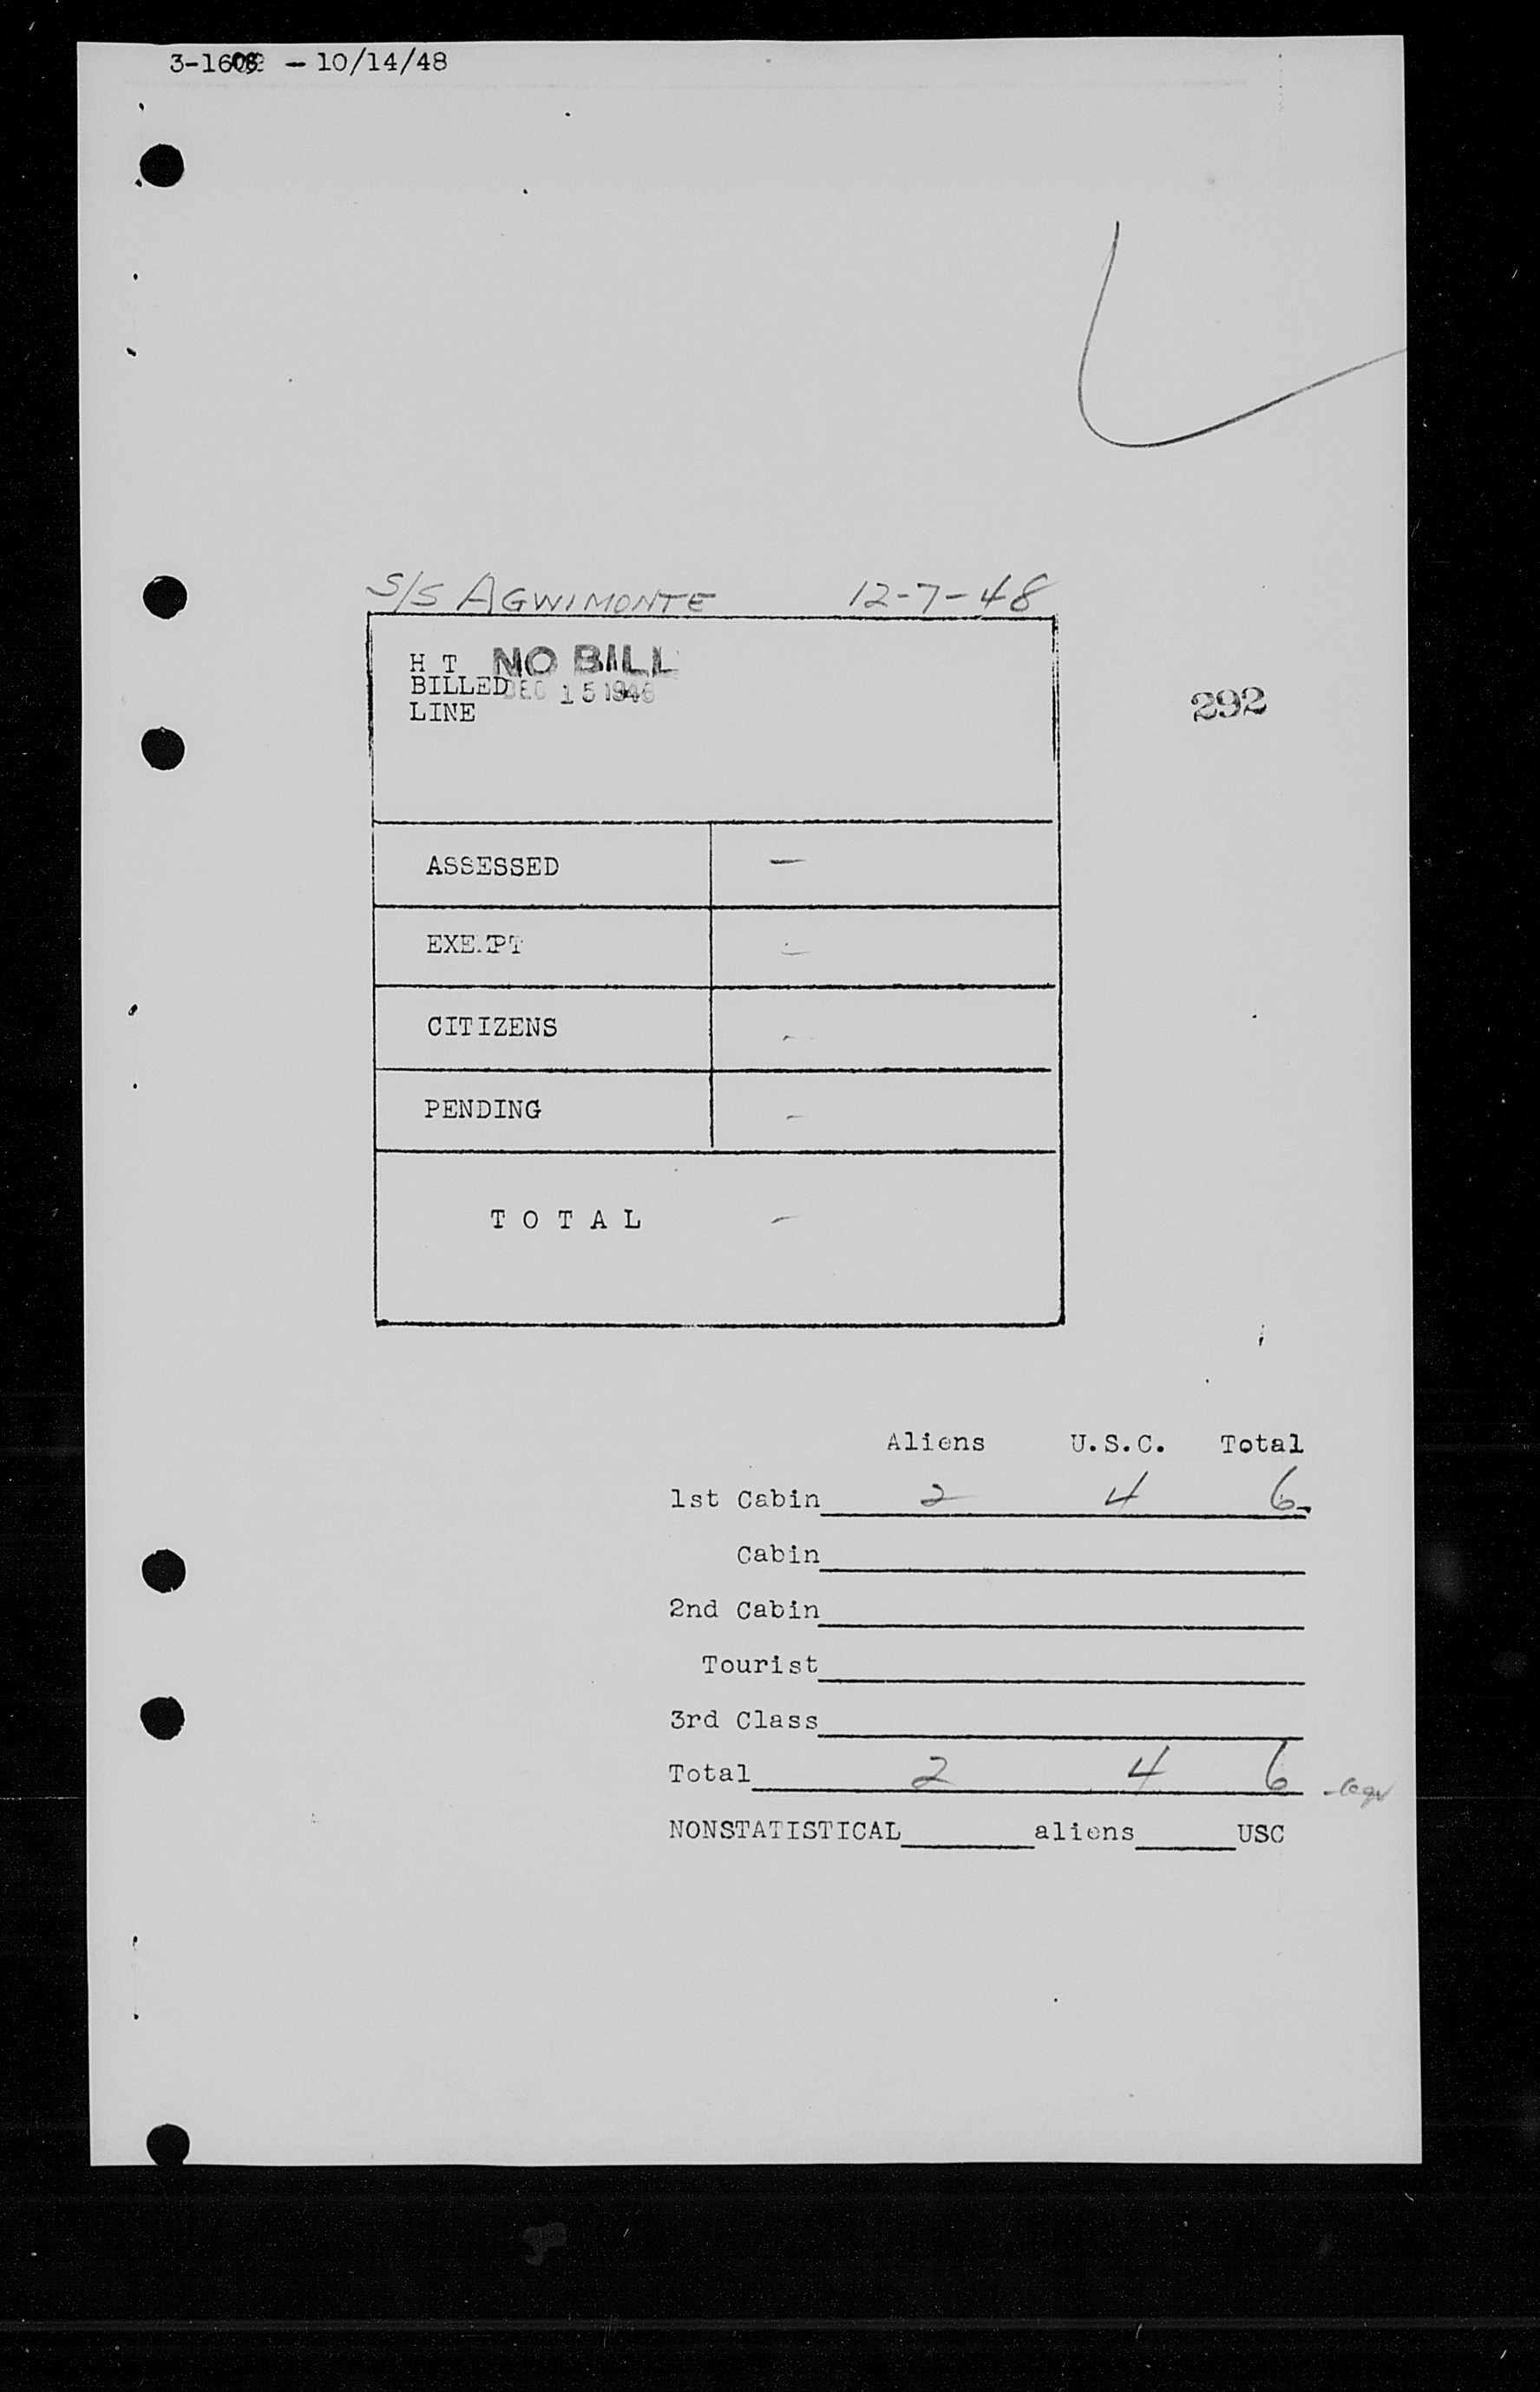 - 10/14/48
S/S AGWIMONTE 12-7-48
H T NO BILL
BILLED DEC 15 1948
LINE
292
ASSESSED —
EXEMPT -
CITIZENS -
PENDING -
TOTAL -
Aliens U.S.C. Total
1st Cabin 2 4 6
Cabin
2nd Cabin
Tourist
3rd Class
Total 2 4 6
NONSTATISTICAL aliens USC